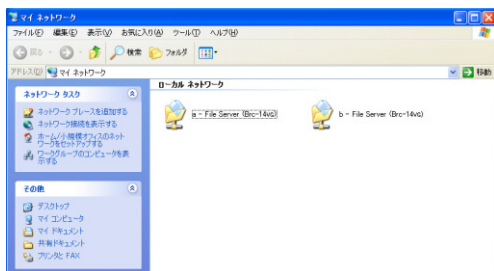 マイ ネットワーク
ファイル(F) 編集(E) 表示(V) お気に入り(A) ツール(T) ヘルプ(H)
戻る 検索 フォルダ
アドレス(D) マイ ネットワーク 移動
ローカル ネットワーク
ネットワーク タスク
ネットワーク プレースを追加する
ネットワーク接続を表示する
ホーム/小規模オフィスのネット
ワークをセットアップする
ワークグループのコンピュータを表
示する
a - File Server (Brc-14vg)
b - File Server (Brc-14vg)
その他
デスクトップ
マイ コンピュータ
マイ ドキュメント
共有ドキュメント
プリンタと FAX